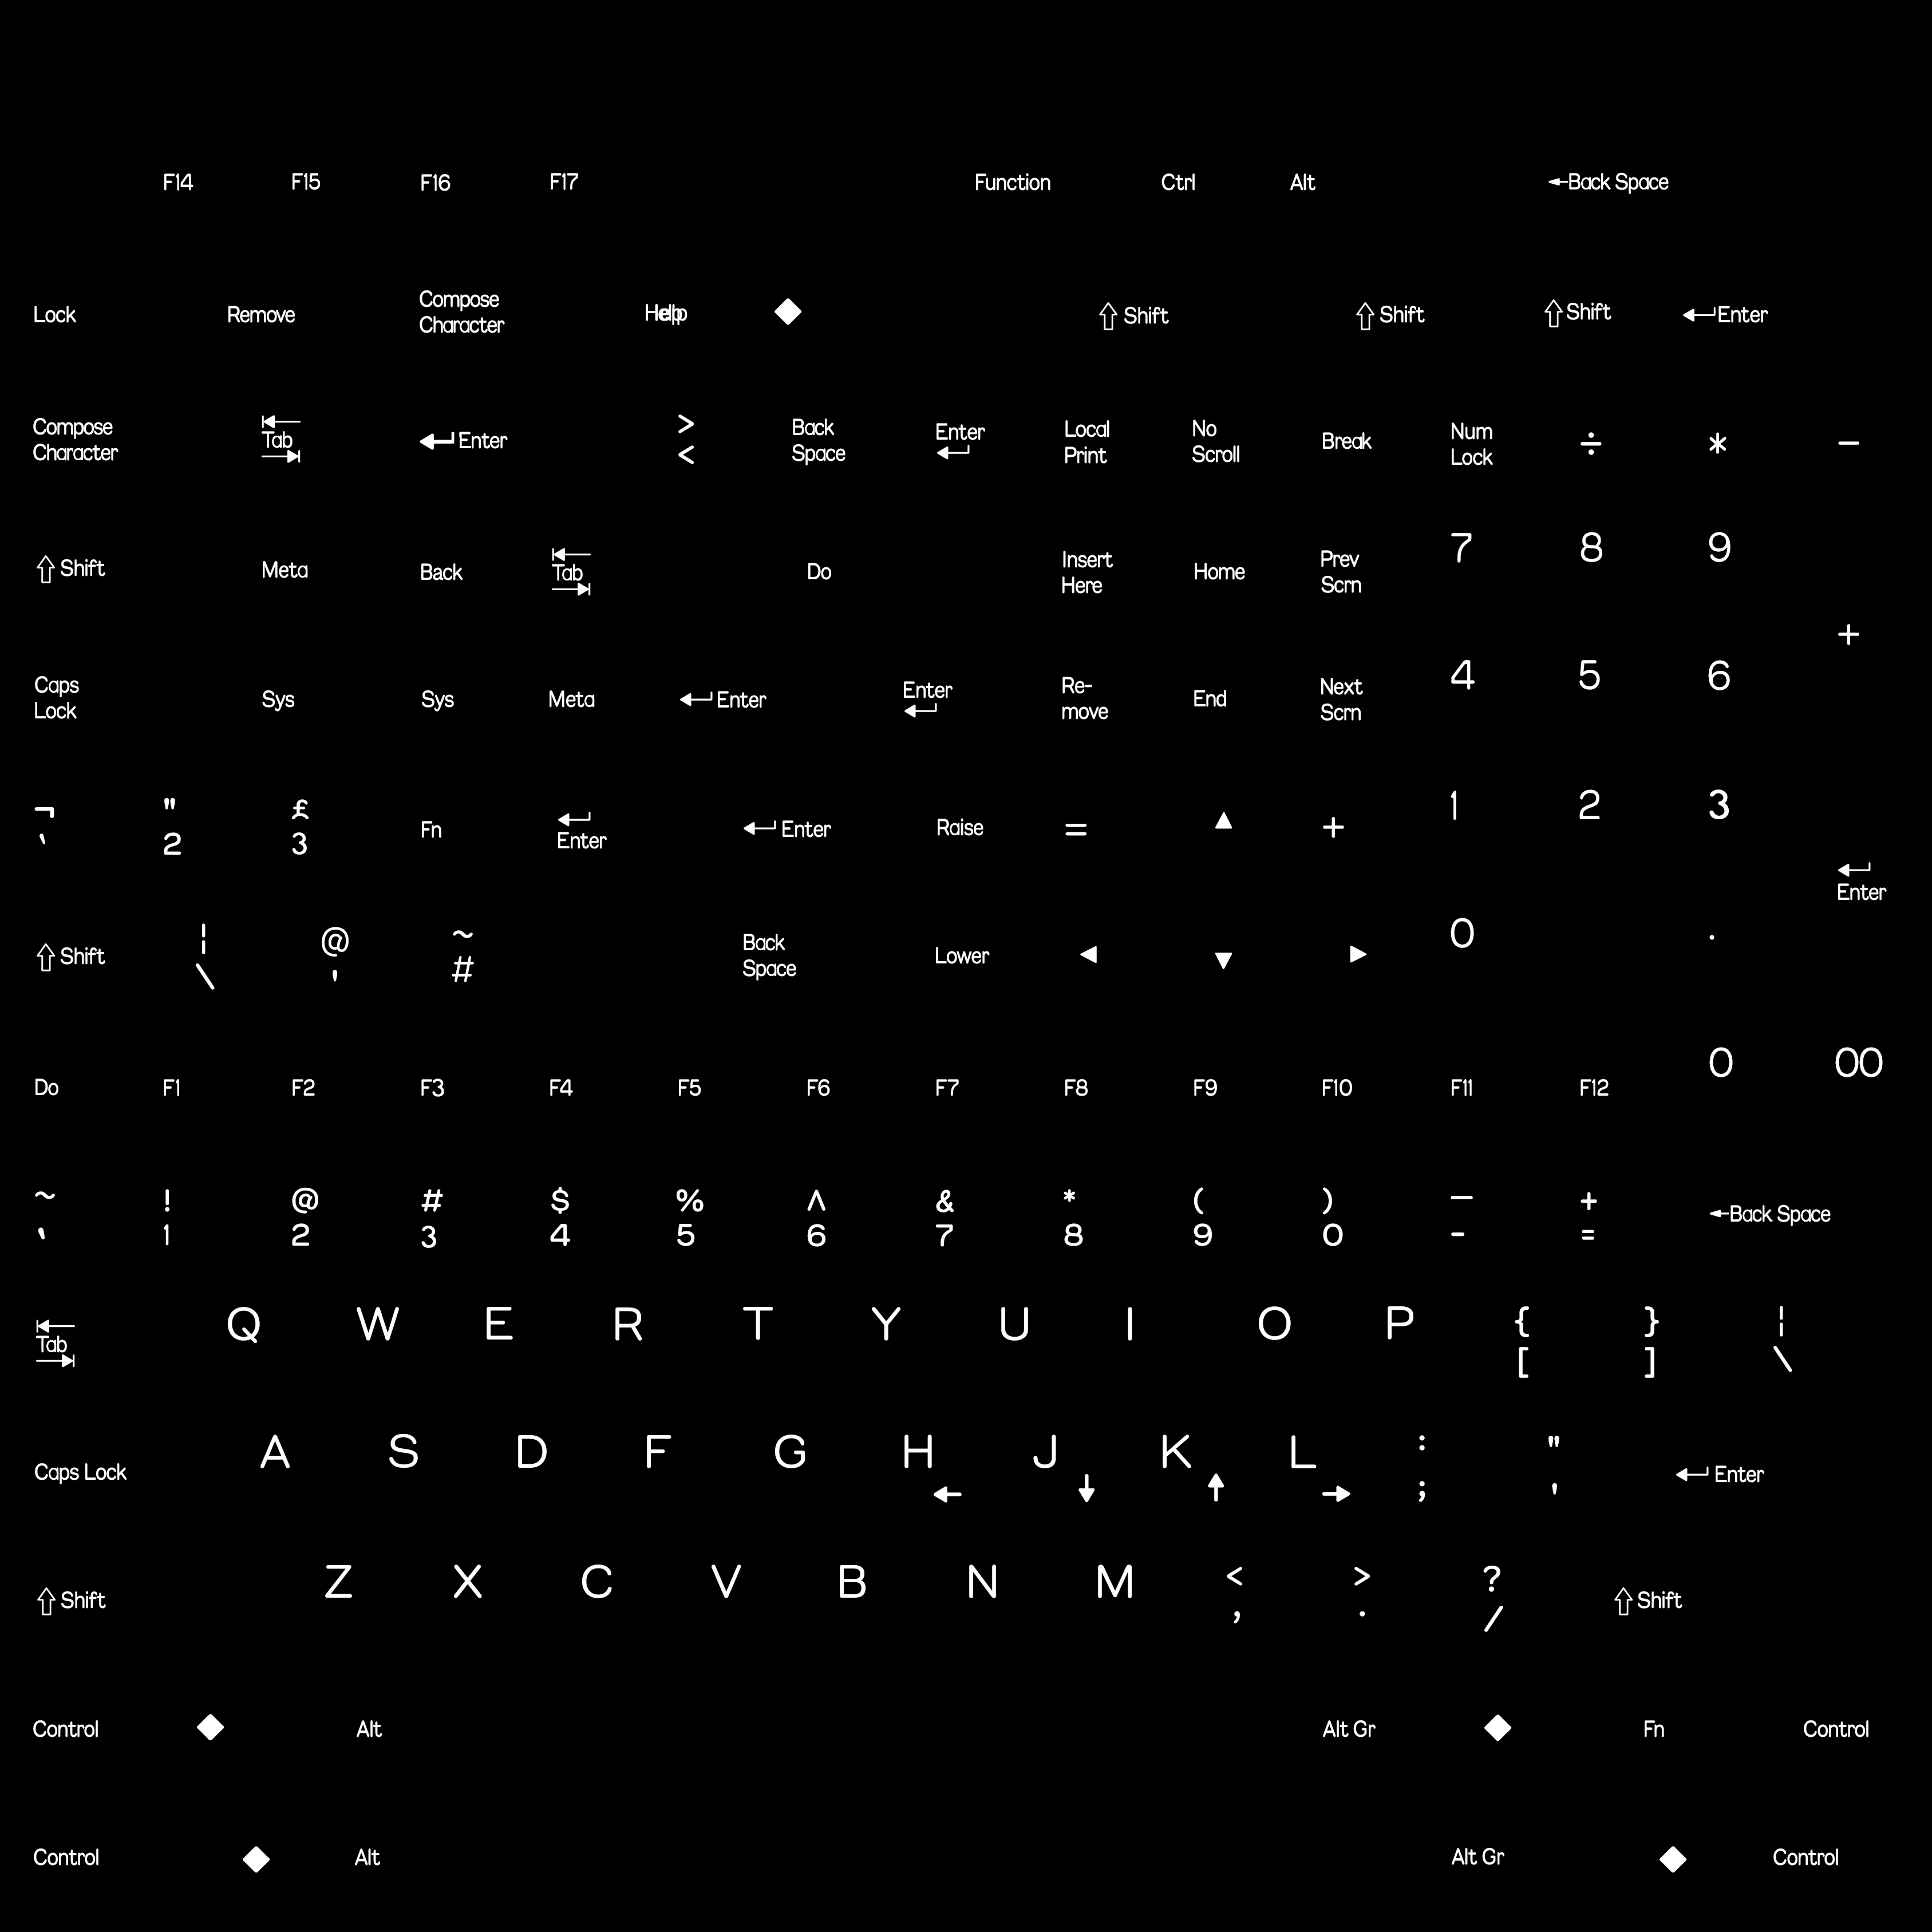 F14 F15 F16 F17 Function Ctrl Alt ←Back Space
Lock Remove Compose Character Help ◆ ⇧ Shift ⇧ Shift ⇧ Shift ↵ Enter
Compose Character Tab ↵ Enter > < Back Space Enter ↵ Local Print No Scroll Break Num Lock ÷ * −
⇧ Shift Meta Back Tab Do Insert Here Home Prev Scrn 7 8 9
+
Caps Lock Sys Sys Meta ↵ Enter Enter ↵ Re- move End Next Scrn 4 5 6
¬ ` " 2 £ 3 Fn ↵ Enter ↵ Enter Raise = ▲ + 1 2 3
↵ Enter
⇧ Shift ¦ \ @ ' ~ # Back Space Lower ◀ ▼ ▶ 0 .
0 00
Do F1 F2 F3 F4 F5 F6 F7 F8 F9 F10 F11 F12
~ ! @ # $ % ^ & * ( ) — +
` 1 2 3 4 5 6 7 8 9 0 - = ←Back Space
Tab Q W E R T Y U I O P { [ } ] ¦ \
Caps Lock A S D F G H ← J ↓ K ↑ L → : ; " ' ↵ Enter
⇧ Shift Z X C V B N M < , > . ? / ⇧ Shift
Control ◆ Alt Alt Gr ◆ Fn Control
Control ◆ Alt Alt Gr ◆ Control